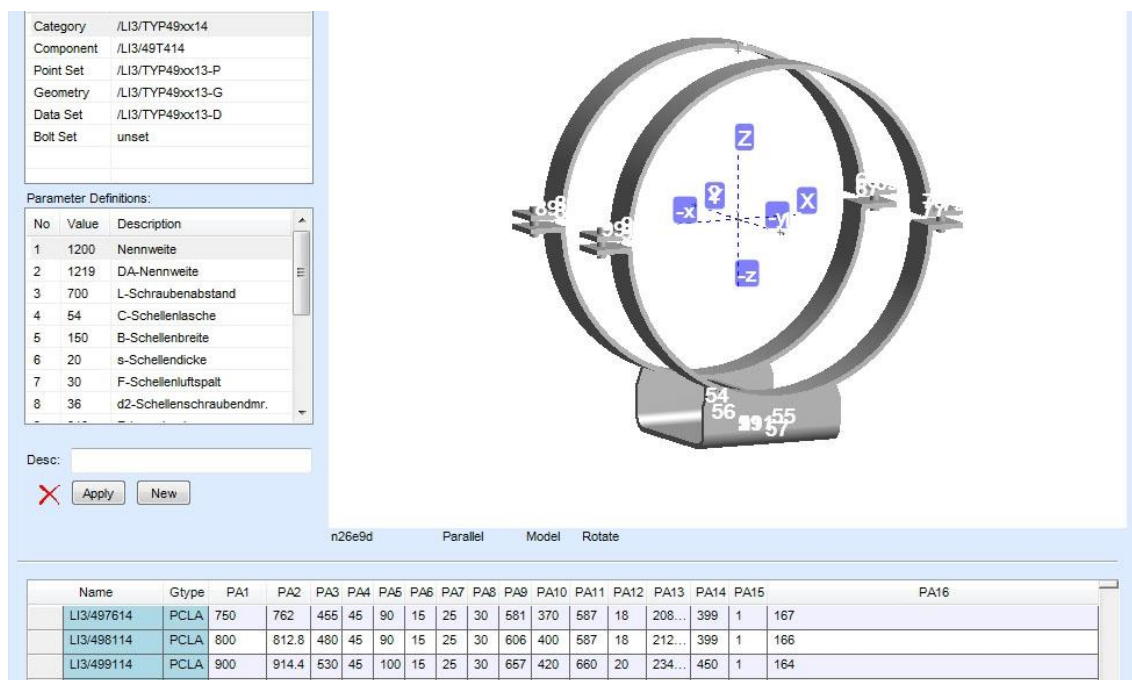 Category /LI3/TYP49xx14
Component /LI3/49T414
Point Set /LI3/TYP49xx13-P
Geometry /LI3/TYP49xx13-G
Data Set /LI3/TYP49xx13-D
Bolt Set unset
Parameter Definitions:
No Value Description
1 1200 Nennweite
2 1219 DA-Nennweite
3 700 L-Schraubenabstand
4 54 C-Schellenlasche
5 150 B-Schellenbreite
6 20 s-Schellendicke
7 30 F-Schellenluftspalt
8 36 d2-Schellenschraubendmr.
Desc:
Apply New
Z
-X X
-Y
-Z
54
56 55
57
n26e9d Parallel Model Rotate
Name Gtype PA1 PA2 PA3 PA4 PA5 PA6 PA7 PA8 PA9 PA10 PA11 PA12 PA13 PA14 PA15 PA16
LI3/497614 PCLA 750 762 455 45 90 15 25 30 581 370 587 18 208... 399 1 167
LI3/498114 PCLA 800 812.8 480 45 90 15 25 30 606 400 587 18 212... 399 1 166
LI3/499114 PCLA 900 914.4 530 45 100 15 25 30 657 420 660 20 234... 450 1 164